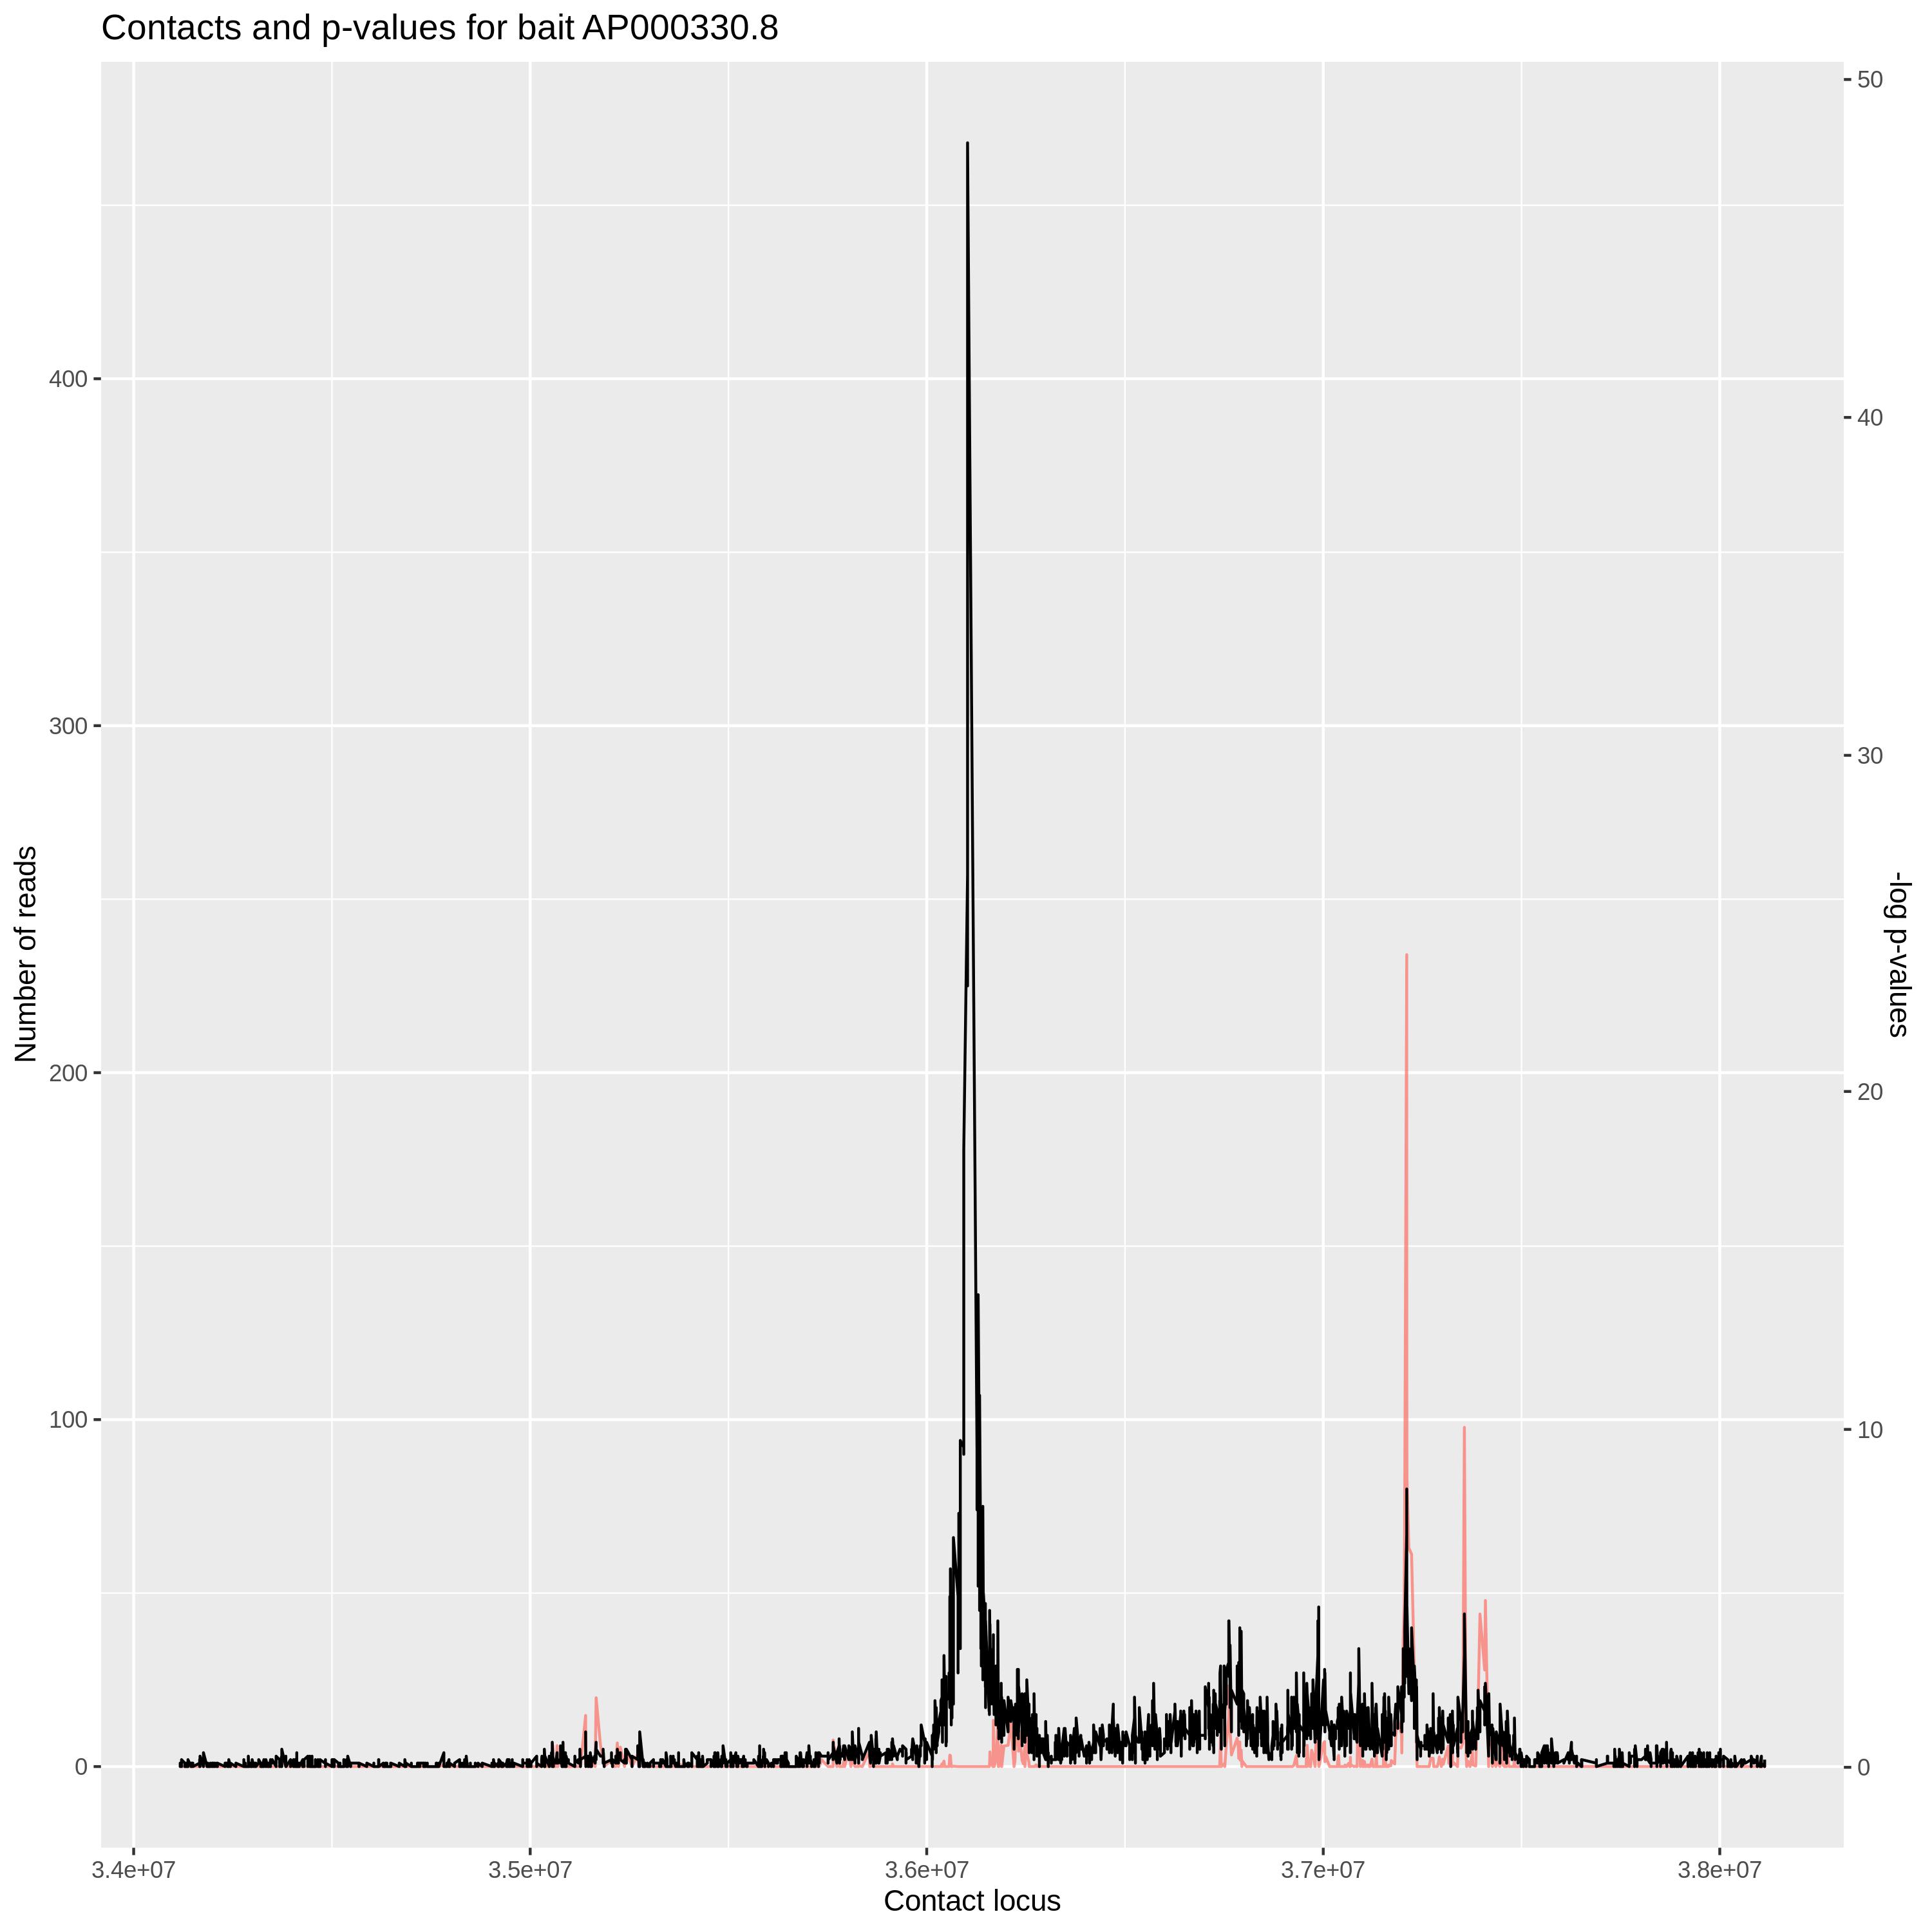 Contacts and p-values for bait AP000330.8
50
400
40
300
30
Number of reads
-log p-values
200
20
100
10
0
0
3.4e+07
3.5e+07
3.6e+07
3.7e+07
3.8e+07
Contact locus